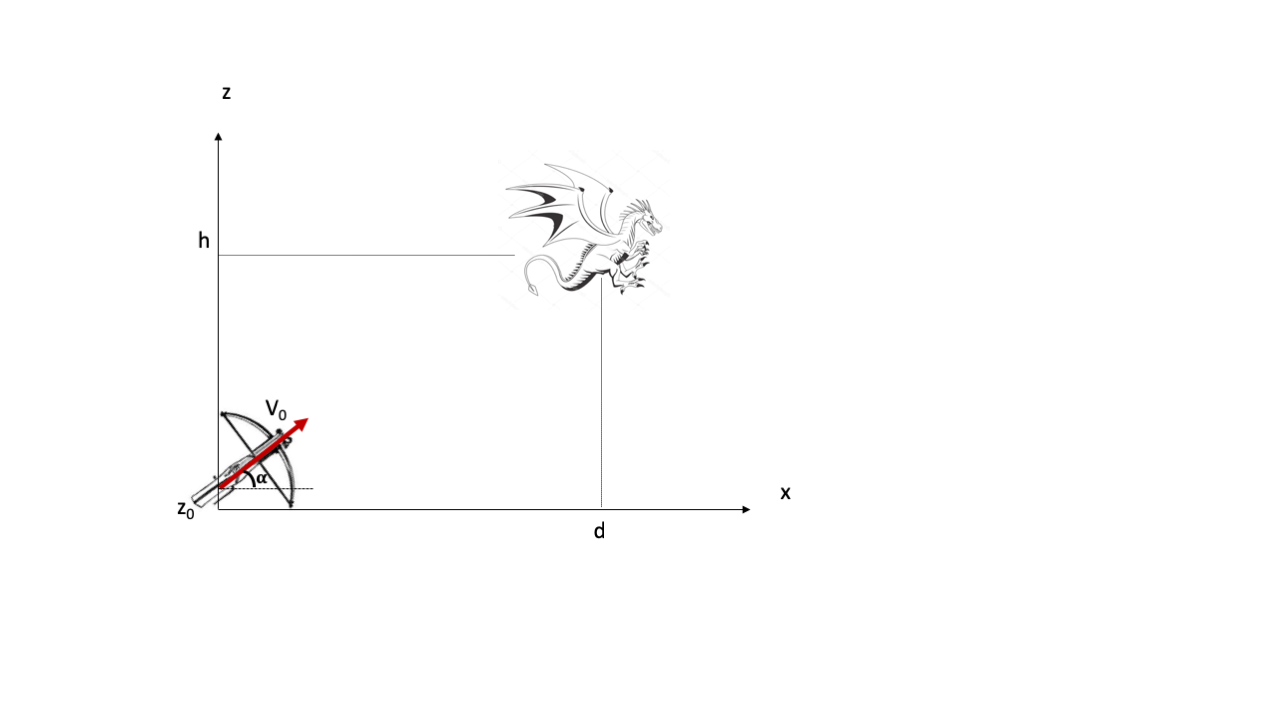 z
h
V₀
α
z₀
x
d